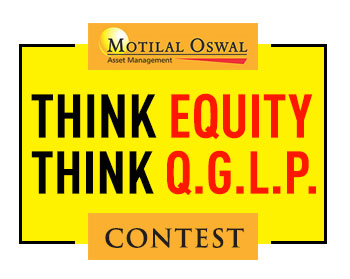 MOTILAL OSWAL
Asset Management
THINK EQUITY
THINK Q.G.L.P.
CONTEST